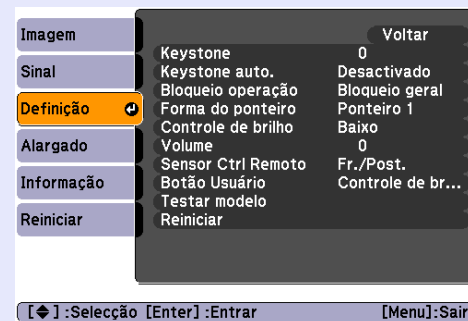 Imagem
Sinal
Definição
Alargado
Informação
Reiniciar
Voltar
Keystone 0
Keystone auto. Desactivado
Bloqueio operação Bloqueio geral
Forma do ponteiro Ponteiro 1
Controle de brilho Baixo
Volume 0
Sensor Ctrl Remoto Fr./Post.
Botão Usuário Controle de br...
Testar modelo
Reiniciar
[◆] :Selecção [Enter] :Entrar [Menu]:Sair